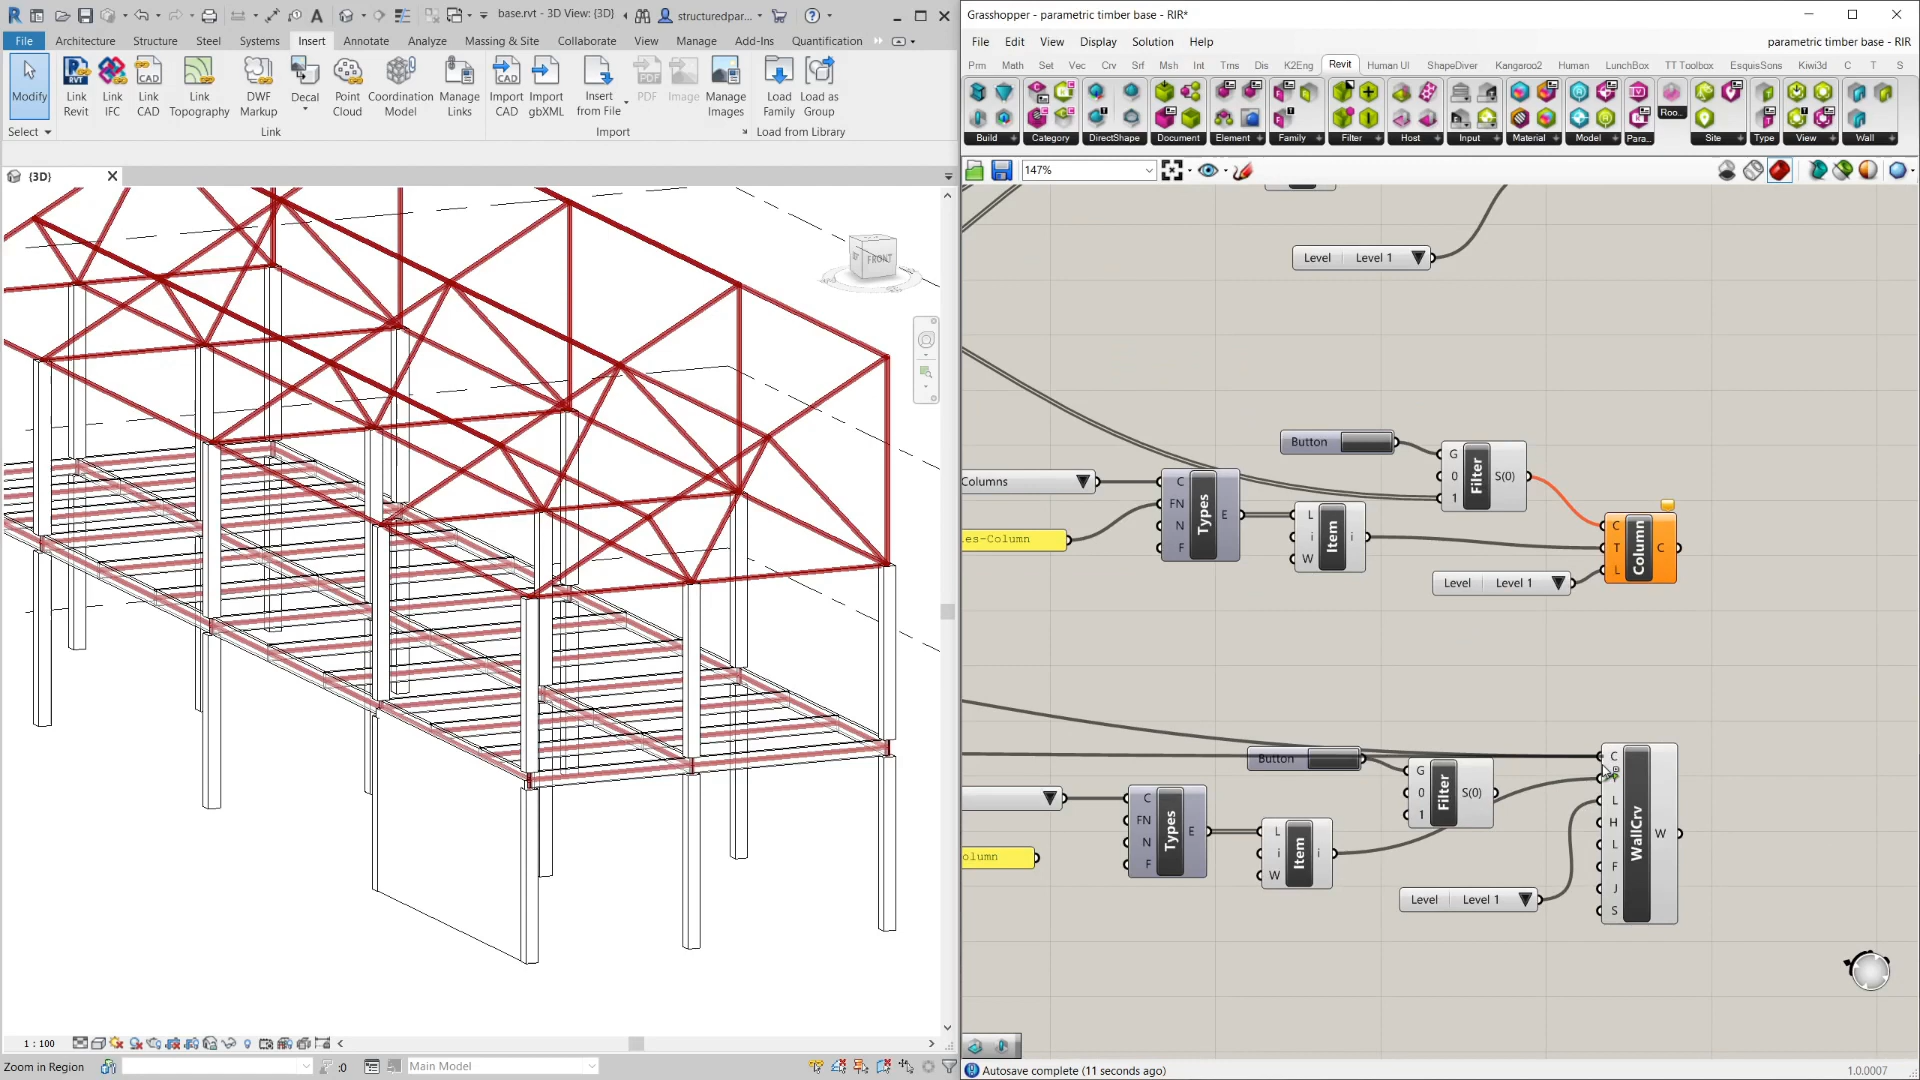 base.rvt - 3D View: {3D}
structuredpar...
File
Architecture
Structure
Steel
Systems
Insert
Annotate
Analyze
Massing & Site
Collaborate
View
Manage
Add-Ins
Quantification
Modify
Link Revit
Link IFC
Link CAD
Link Topography
DWF Markup
Decal
Point Cloud
Coordination Model
Manage Links
Import CAD
Import gbXML
Insert from File
PDF
Image
Manage Images
Load Family
Load as Group
Select
Link
Import
Load from Library
{3D}
FRONT
1 : 100
Zoom in Region
:0
Main Model
Grasshopper - parametric timber base - RIR*
File
Edit
View
Display
Solution
Help
parametric timber base - RIR
Prm
Math
Set
Vec
Crv
Srf
Msh
Int
Trns
Dis
K2Eng
Revit
Human UI
ShapeDiver
Kangaroo2
Human
LunchBox
TT Toolbox
EsquisSons
Kiwi3d
C
T
S
Roo...
Build
Category
DirectShape
Document
Element
Family
Filter
Host
Input
Material
Model
Para...
Site
Type
View
Wall
147%
Level Level 1
Button
G
0
1
Filter
S(0)
Columns
es-Column
C
FN
N
F
Types
E
L
i
W
Item
i
C
T
L
Column
C
Level Level 1
Button
G
0
1
Filter
S(0)
olumn
C
FN
N
F
Types
E
L
i
W
Item
i
C
L
H
L
F
J
S
WallCrv
W
Level Level 1
Autosave complete (11 seconds ago)
1.0.0007